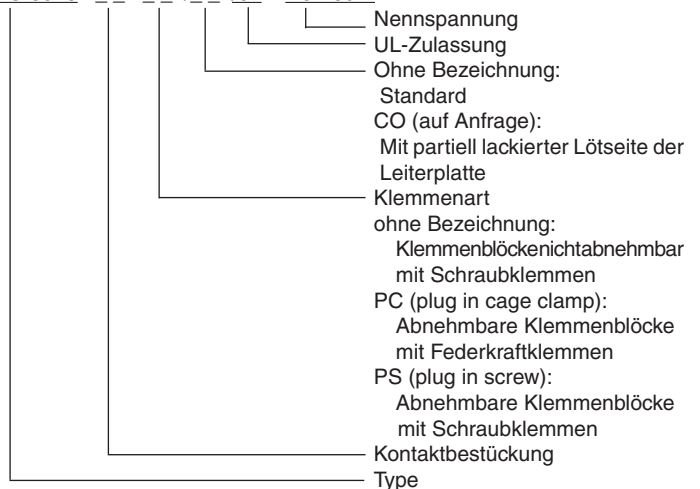 Nennspannung
UL-Zulassung
Ohne Bezeichnung:
Standard
CO (auf Anfrage):
Mit partiell lackierter Lötseite der
Leiterplatte
Klemmenart
ohne Bezeichnung:
Klemmenblöckenichtabnehmbar
mit Schraubklemmen
PC (plug in cage clamp):
Abnehmbare Klemmenblöcke
mit Federkraftklemmen
PS (plug in screw):
Abnehmbare Klemmenblöcke
mit Schraubklemmen
Kontaktbestückung
Type